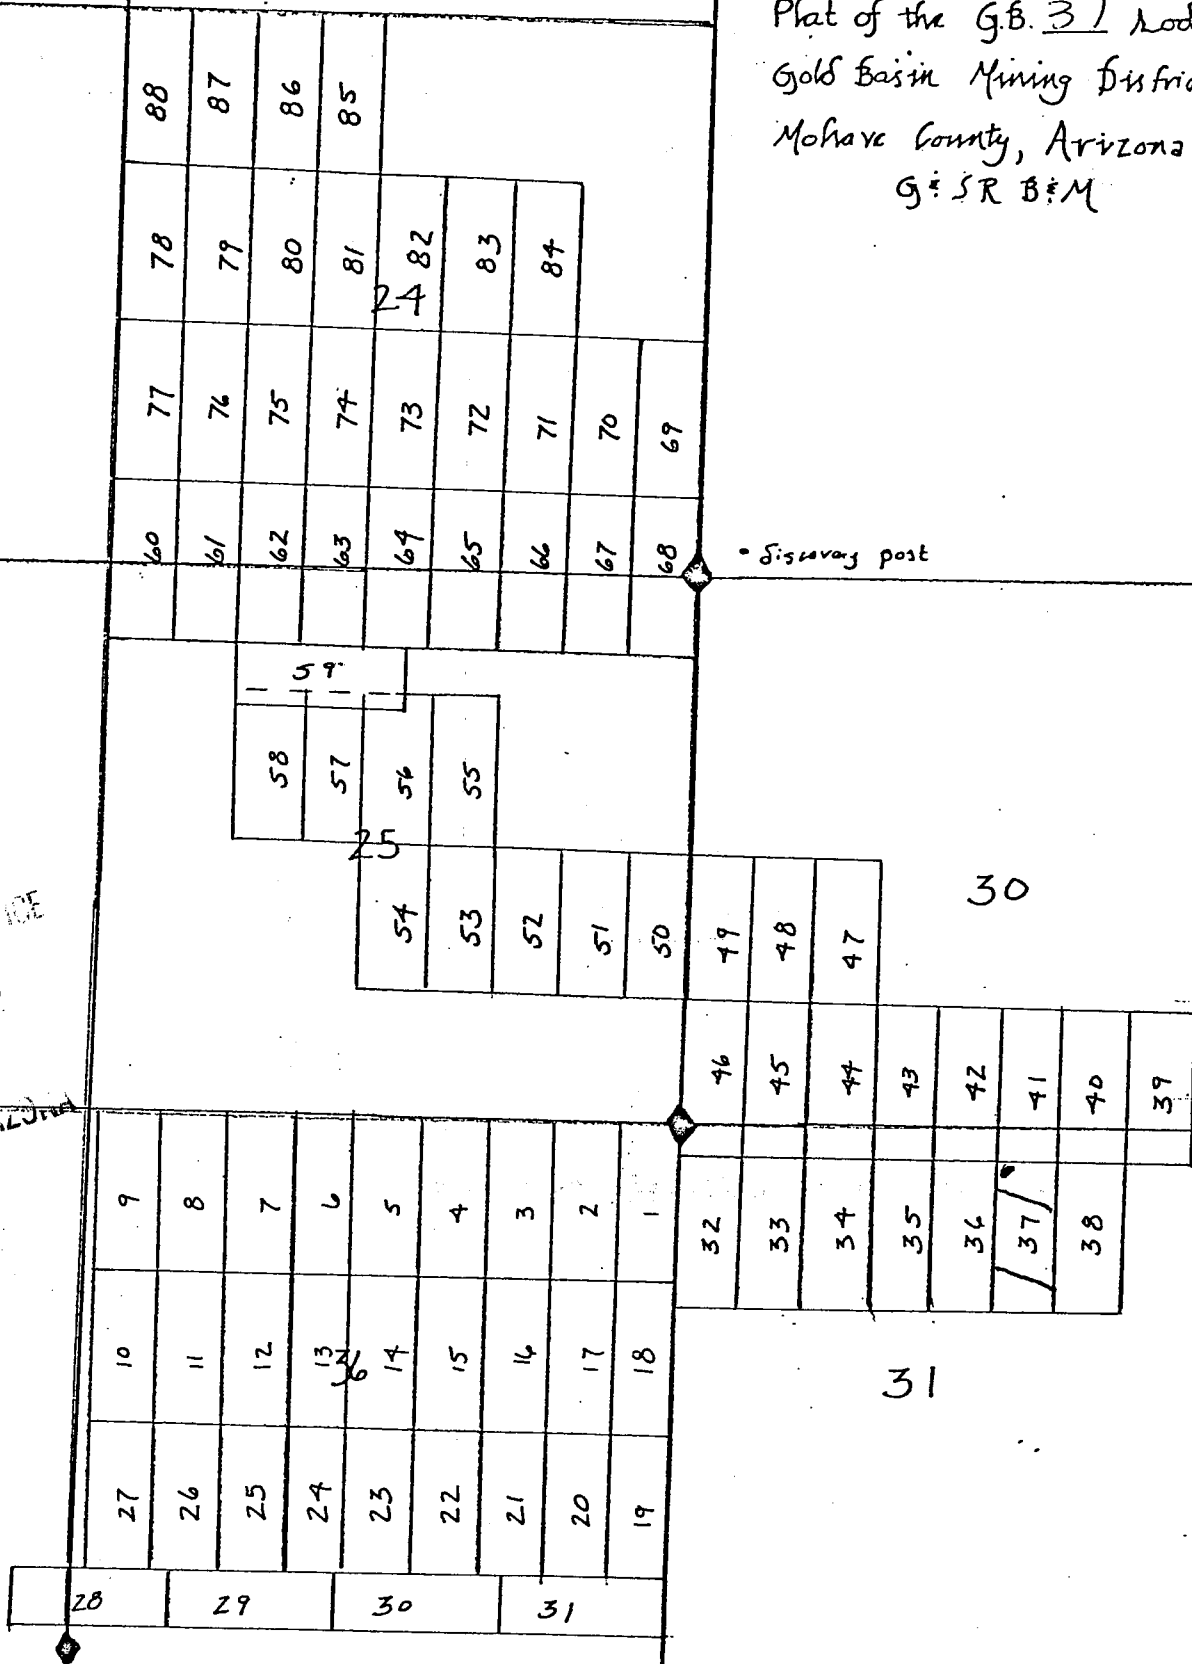 Plat of the G.B. 37 Lod
Gold Basin Mining Distric
Mohave County, Arizona
G & S R B & M
88 87 86 85
78 79 80 81 82 83 84
24
77 76 75 74 73 72 71 70 69
60 61 62 63 64 65 66 67 68
• discovery post
59
58 57 56 55
25
30
54 53 52 51 50 49 48 47
46 45 44 43 42 41 40 39
9 8 7 6 5 4 3 2 1
32 33 34 35 36 37 38
10 11 12 13 14 15 16 17 18
36
31
27 26 25 24 23 22 21 20 19
28 29 30 31